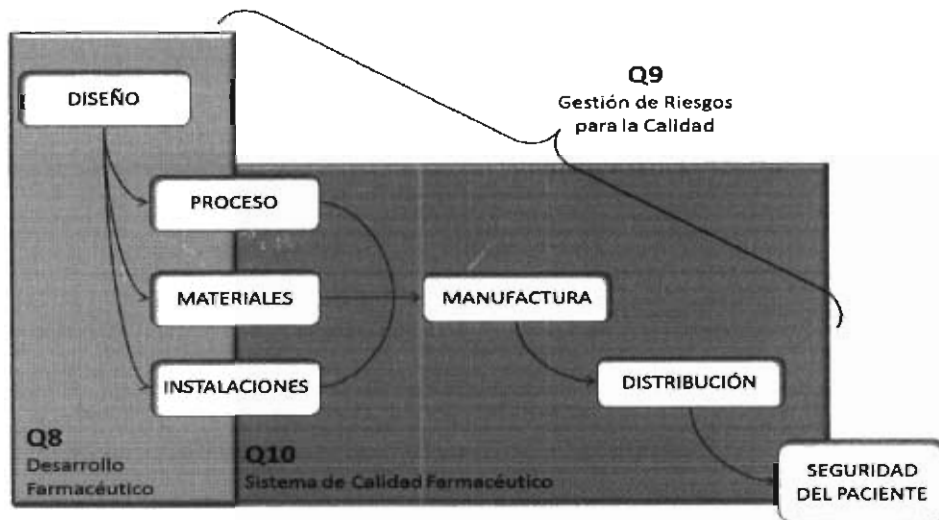 DISEÑO
Q9
Gestión de Riesgos
para la Calidad
PROCESO
MATERIALES
MANUFACTURA
INSTALACIONES
DISTRIBUCIÓN
Q8
Desarrollo
Farmacéutico
Q10
Sistema de Calidad Farmacéutico
SEGURIDAD
DEL PACIENTE